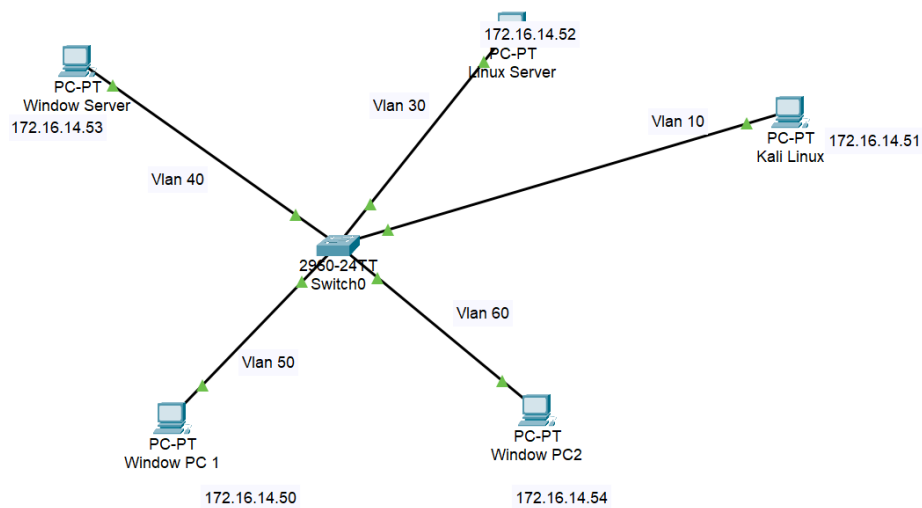 172.16.14.52
PC-PT
Linux Server
PC-PT
Window Server
172.16.14.53
Vlan 30
Vlan 10
PC-PT
Kali Linux
172.16.14.51
Vlan 40
2960-24TT
Switch0
Vlan 60
Vlan 50
PC-PT
Window PC 1
PC-PT
Window PC2
172.16.14.50
172.16.14.54